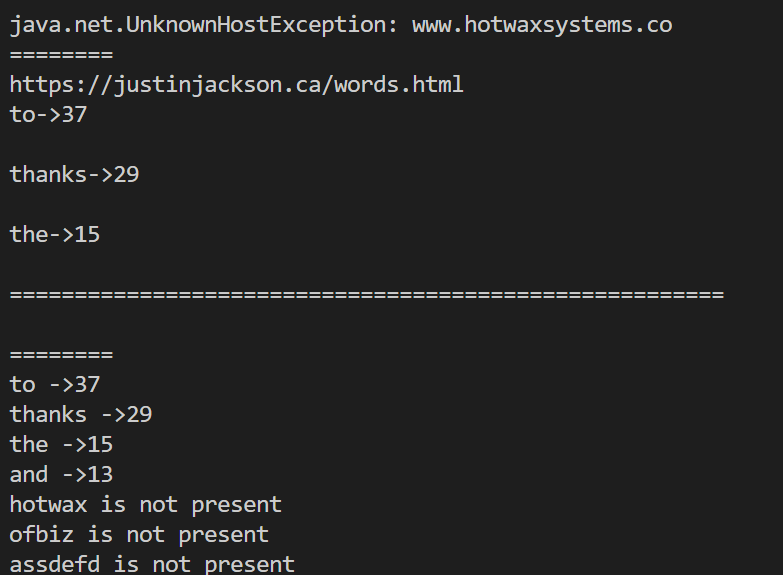 java.net.UnknownHostException: www.hotwaxsystems.co
========
https://justinjackson.ca/words.html
to->37
thanks->29
the->15
=======================================================
========
to ->37
thanks ->29
the ->15
and ->13
hotwax is not present
ofbiz is not present
assdefd is not present